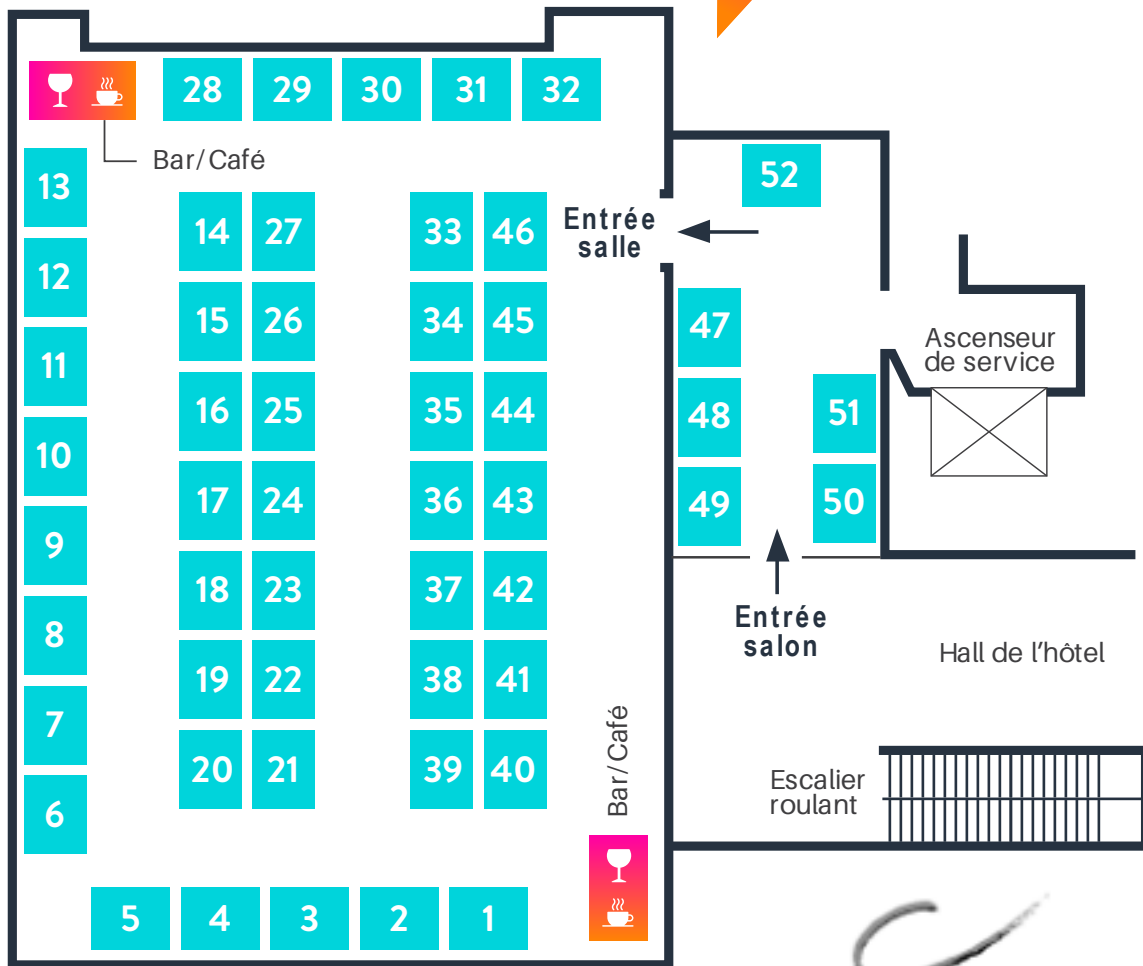 28 29 30 31 32
Bar/Café
13
12
11
10
9
8
7
6
14 27
15 26
16 25
17 24
18 23
19 22
20 21
33 46
34 45
35 44
36 43
37 42
38 41
39 40
Entrée
salle
52
47
48
49
51
50
Ascenseur
de service
Entrée
salon
Hall de l’hôtel
Escalier
roulant
Bar/Café
5 4 3 2 1